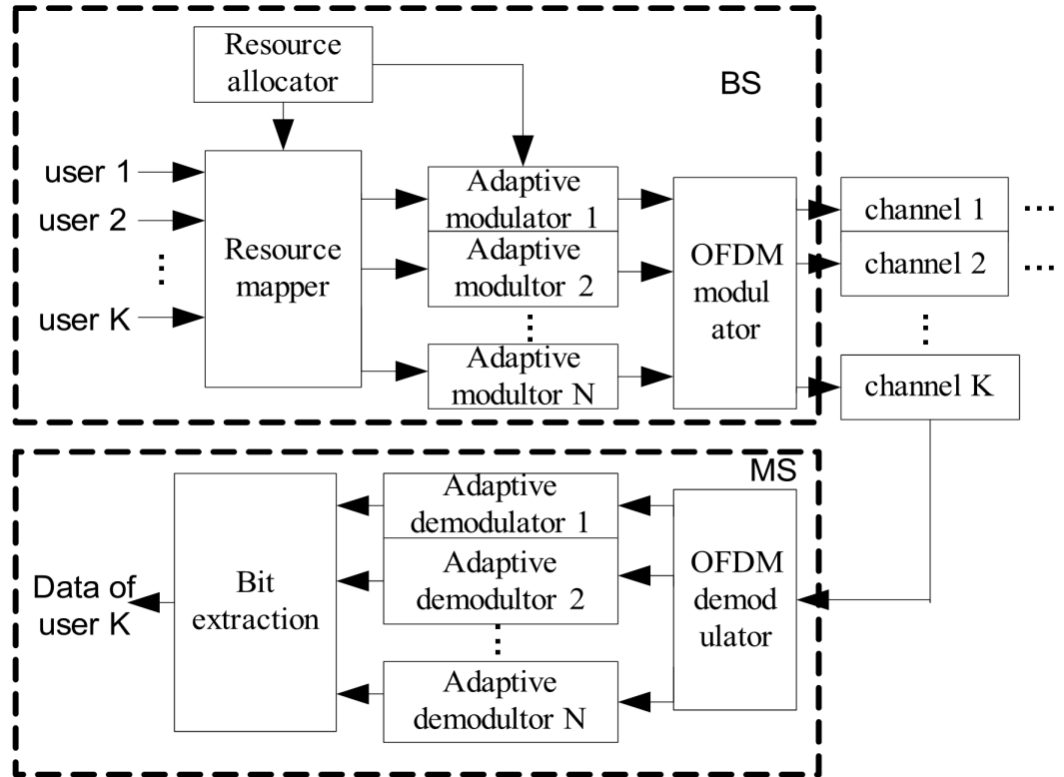 Resource
allocator
BS
user 1
user 2
⋮
user K
Resource
mapper
Adaptive
modulator 1
Adaptive
modultor 2
⋮
Adaptive
modultor N
OFDM
modul
ator
channel 1
...
channel 2
...
⋮
channel K
MS
Adaptive
demodulator 1
Adaptive
demodultor 2
⋮
Adaptive
demodultor N
OFDM
demod
ulator
Bit
extraction
Data of
user K